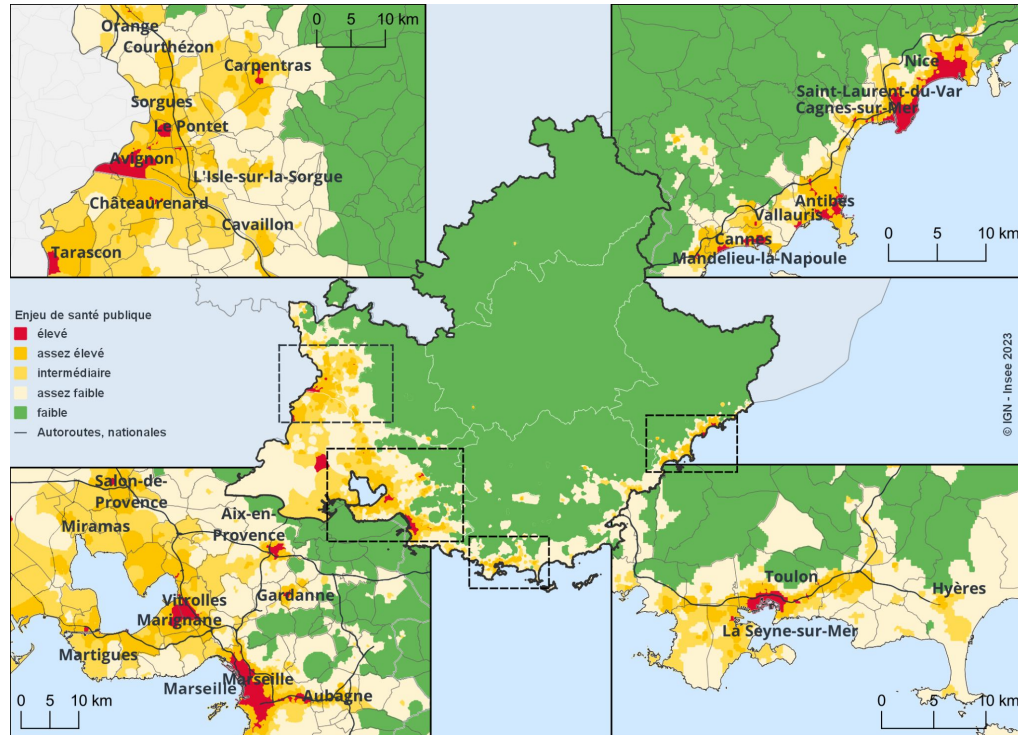 Orange
Courthézon
Carpentras
Sorgues
Le Pontet
Avignon
L'Isle-sur-la-Sorgue
Châteaurenard
Cavaillon
Tarascon
0 5 10 km
Nice
Saint-Laurent-du-Var
Cagnes-sur-Mer
Antibes
Vallauris
Cannes
Mandelieu-la-Napoule
0 5 10 km
Enjeu de santé publique
élevé
assez élevé
intermédiaire
assez faible
faible
Autoroutes, nationales
© IGN - Insee 2023
Salon-de-
Provence
Miramas
Aix-en-
Provence
Vitrolles
Marignane
Gardanne
Martigues
Marseille
Marseille
Aubagne
0 5 10 km
Toulon
Hyères
La Seyne-sur-Mer
0 5 10 km